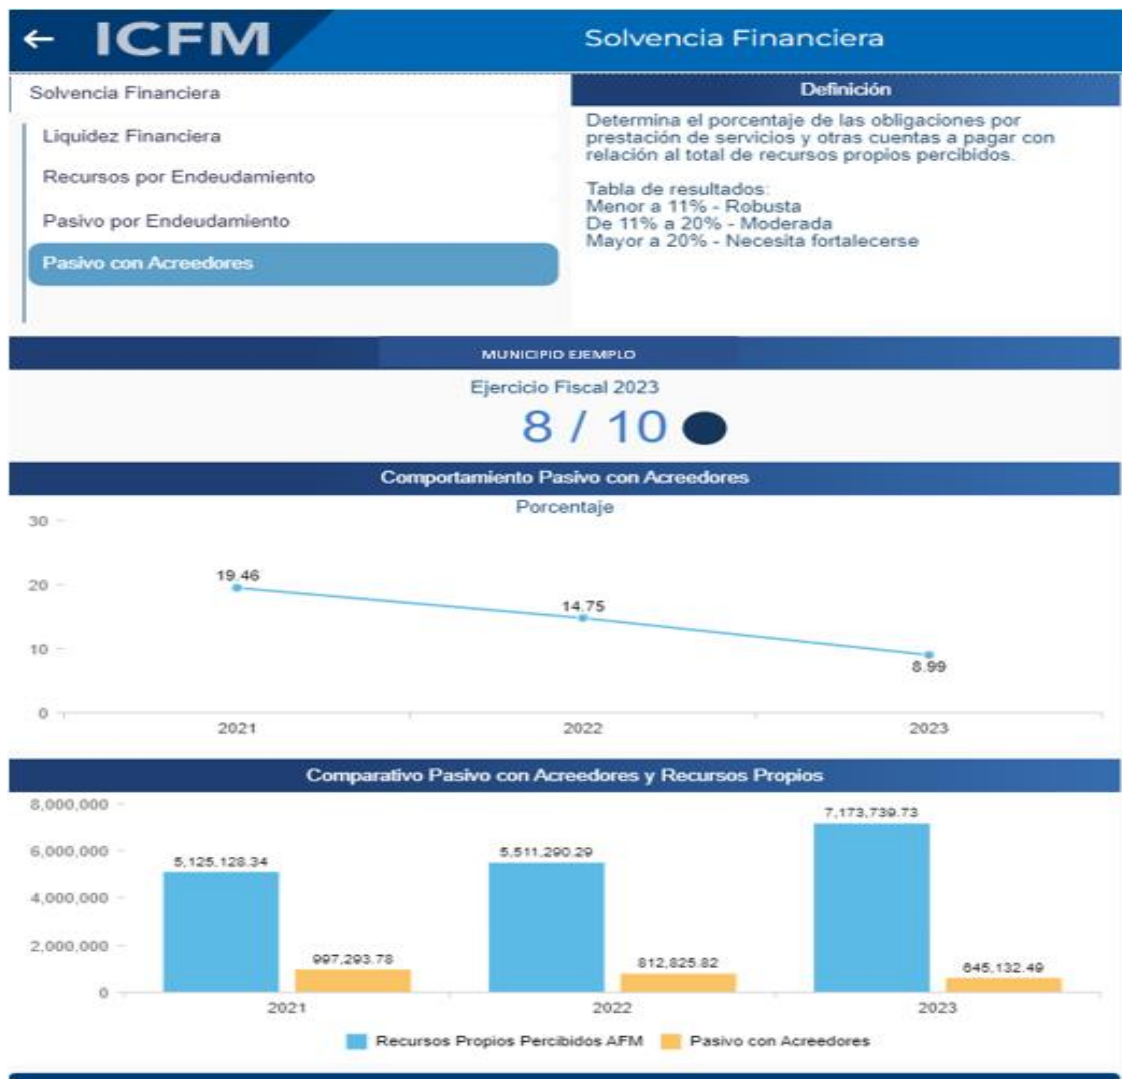 ICFM
Solvencia Financiera
Solvencia Financiera
Liquidez Financiera
Recursos por Endeudamiento
Pasivo por Endeudamiento
Pasivo con Acreedores
Definición
Determina el porcentaje de las obligaciones por
prestación de servicios y otras cuentas a pagar con
relación al total de recursos propios percibidos.
Tabla de resultados:
Menor a 11% - Robusta
De 11% a 20% - Moderada
Mayor a 20% - Necesita fortalecerse
MUNICIPIO EJEMPLO
Ejercicio Fiscal 2023
8 / 10
Comportamiento Pasivo con Acreedores
Porcentaje
30
20
10
0
19.46
14.75
8.99
2021
2022
2023
Comparativo Pasivo con Acreedores y Recursos Propios
8,000,000
6,000,000
4,000,000
2,000,000
0
5,125,128.34
997,293.78
5,511,290.29
812,825.82
7,173,739.73
645,132.49
2021
2022
2023
Recursos Propios Percibidos AFM
Pasivo con Acreedores